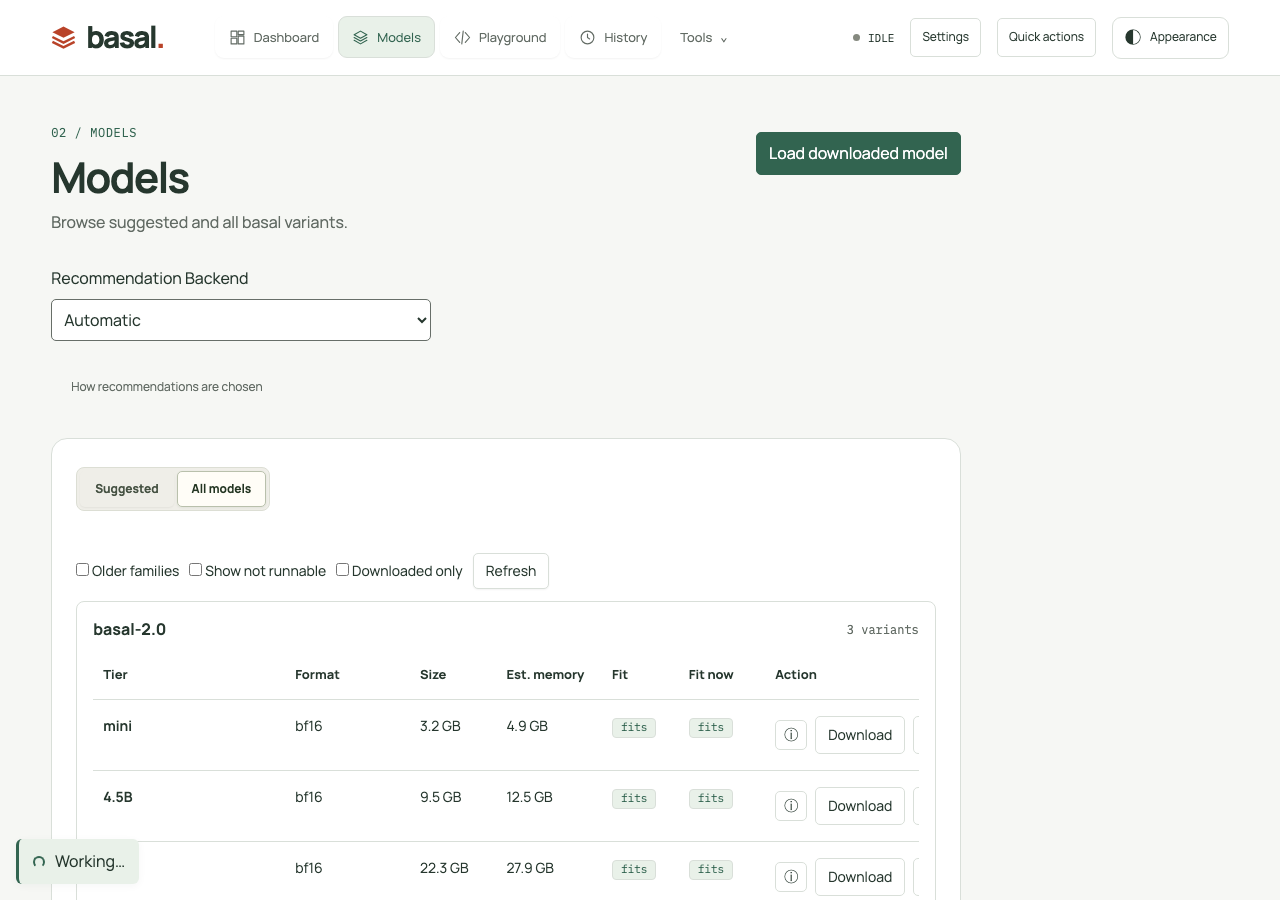 basal.
Dashboard
Models
Playground
History
Tools
IDLE
Settings
Quick actions
Appearance
02 / MODELS
Models
Browse suggested and all basal variants.
Load downloaded model
Recommendation Backend
Automatic
How recommendations are chosen
Suggested
All models
Older families
Show not runnable
Downloaded only
Refresh
basal-2.0
3 variants
Tier Format Size Est. memory Fit Fit now Action
mini bf16 3.2 GB 4.9 GB fits fits ⓘ Download
4.5B bf16 9.5 GB 12.5 GB fits fits ⓘ Download
bf16 22.3 GB 27.9 GB fits fits ⓘ Download
Working…